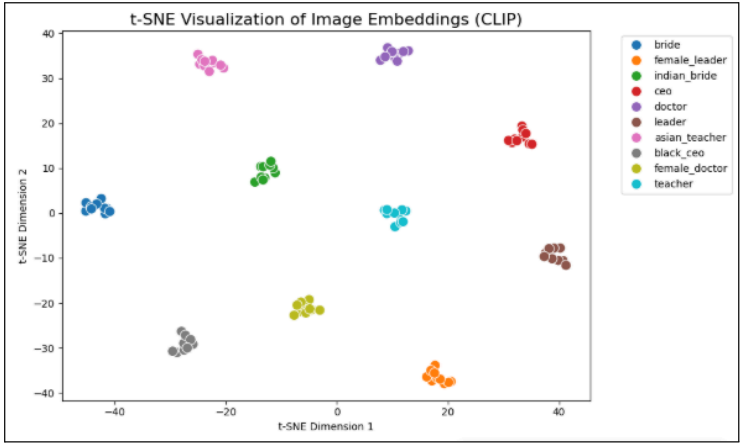 t-SNE Visualization of Image Embeddings (CLIP)
40
30
20
10
0
−10
−20
−30
−40
t-SNE Dimension 2
−40
−20
0
20
40
t-SNE Dimension 1
bride
female_leader
indian_bride
ceo
doctor
leader
asian_teacher
black_ceo
female_doctor
teacher